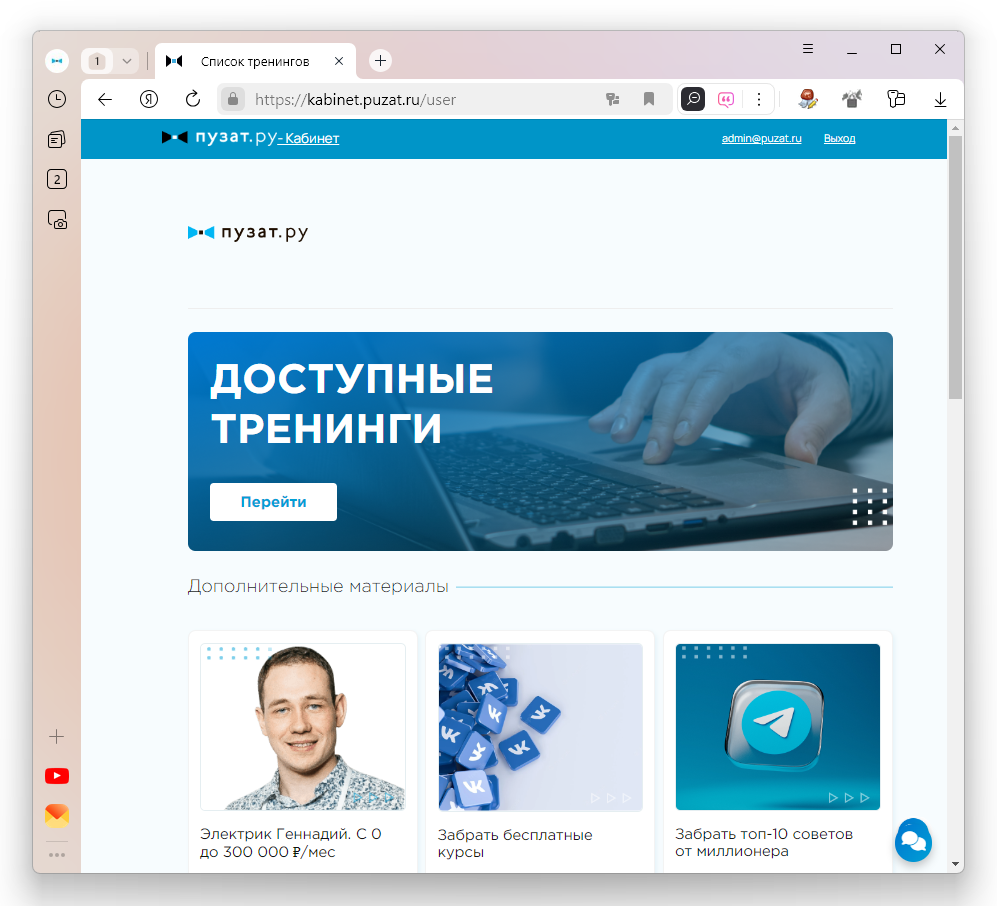 1
Список тренингов
Я
https://kabinet.puzat.ru/user
2
пузат.ру - Кабинет
admin@puzat.ru
Выход
пузат.ру
ДОСТУПНЫЕ
ТРЕНИНГИ
Перейти
Дополнительные материалы
Электрик Геннадий. С 0
до 300 000 ₽/мес
Забрать бесплатные
курсы
Забрать топ-10 советов
от миллионера